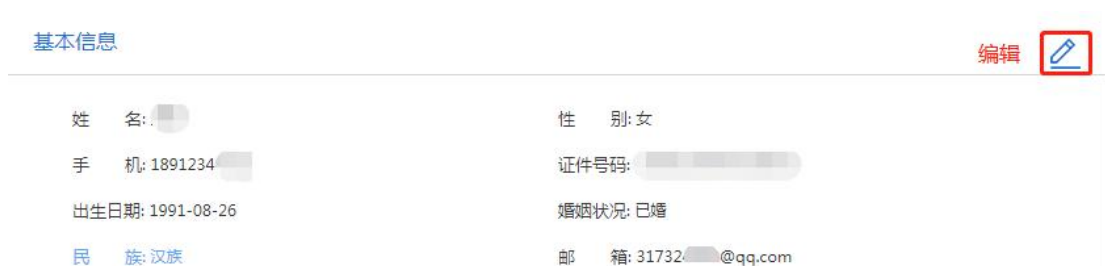 基本信息
编辑
姓 名:
性 别: 女
手 机: 1891234
证件号码:
出生日期: 1991-08-26
婚姻状况: 已婚
民 族: 汉族
邮 箱: 31732 @qq.com